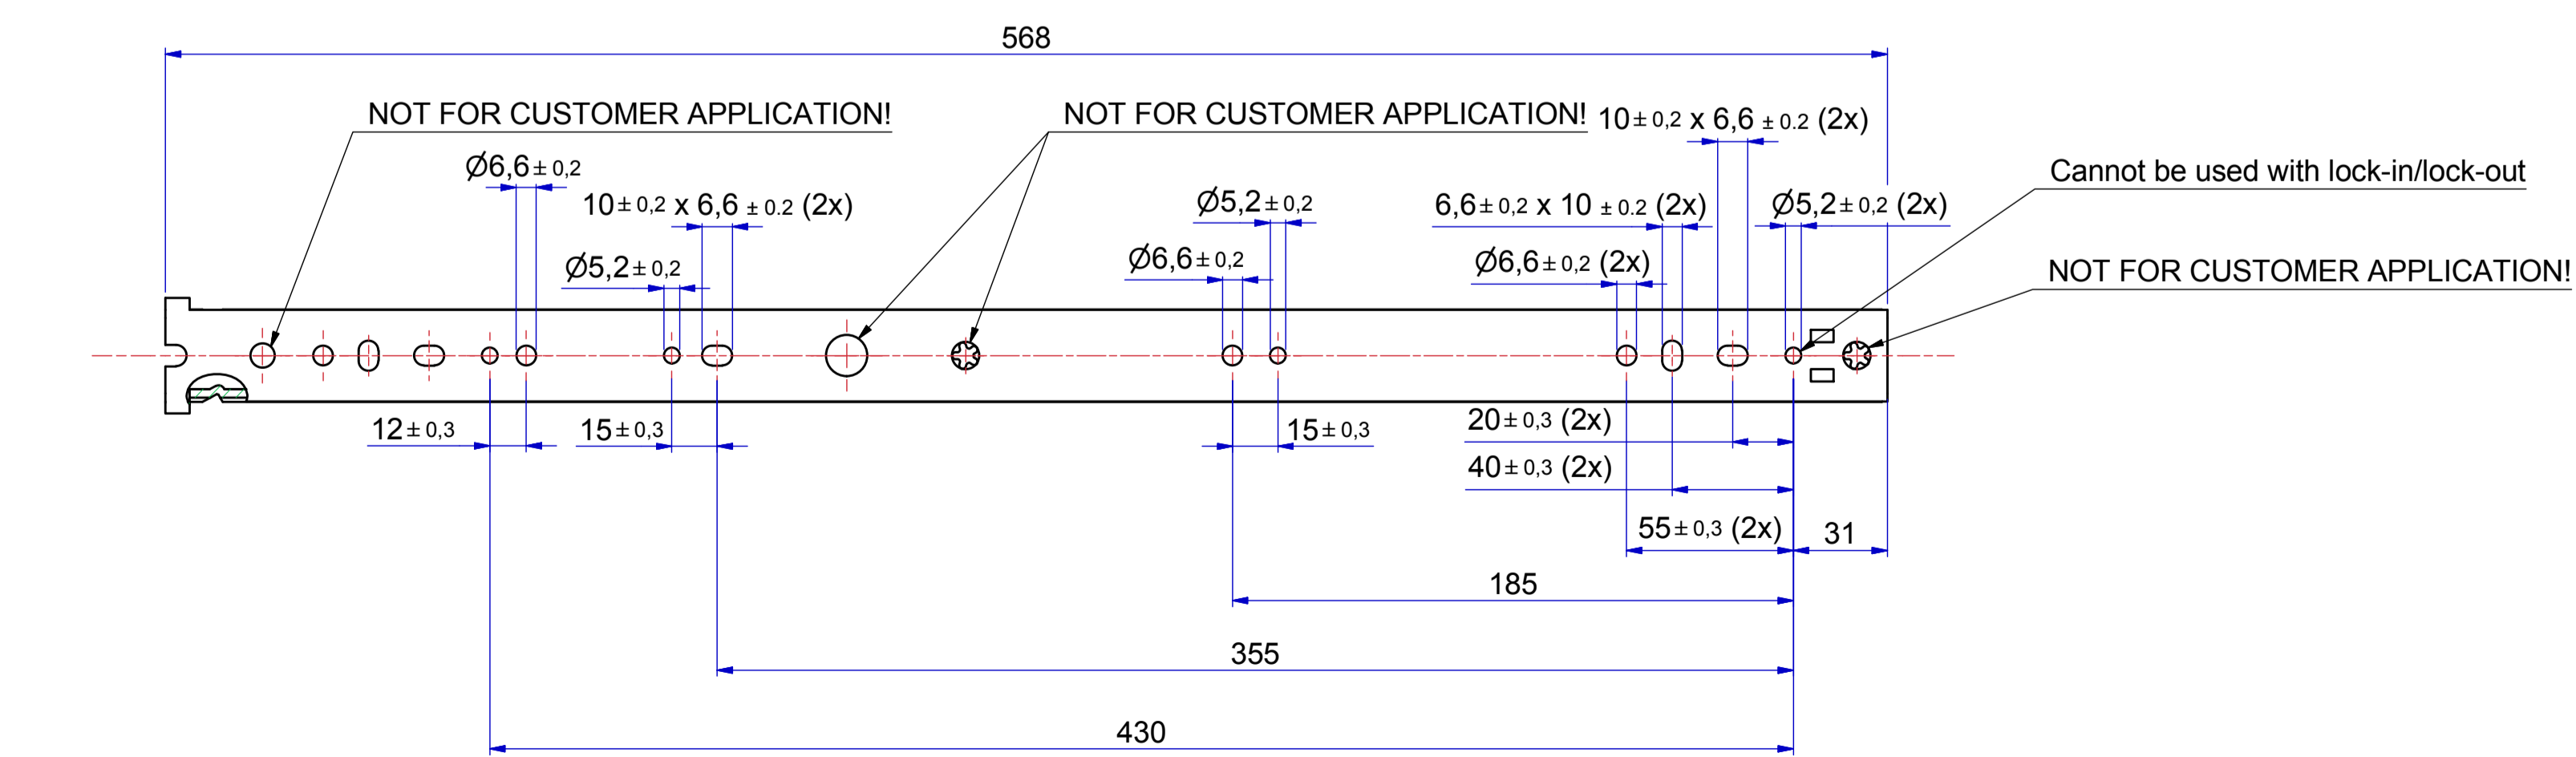 568
NOT FOR CUSTOMER APPLICATION!
NOT FOR CUSTOMER APPLICATION!
10±0,2 x 6,6 ±0.2 (2x)
Ø6,6±0,2
Cannot be used with lock-in/lock-out
10±0,2 x 6,6 ±0.2 (2x)
Ø5,2±0,2
6,6±0,2 x 10 ±0.2 (2x)
Ø5,2±0,2 (2x)
Ø5,2±0,2
Ø6,6±0,2
Ø6,6±0,2 (2x)
NOT FOR CUSTOMER APPLICATION!
12±0,3
15±0,3
15±0,3
20±0,3 (2x)
40±0,3 (2x)
55±0,3 (2x)
31
185
355
430